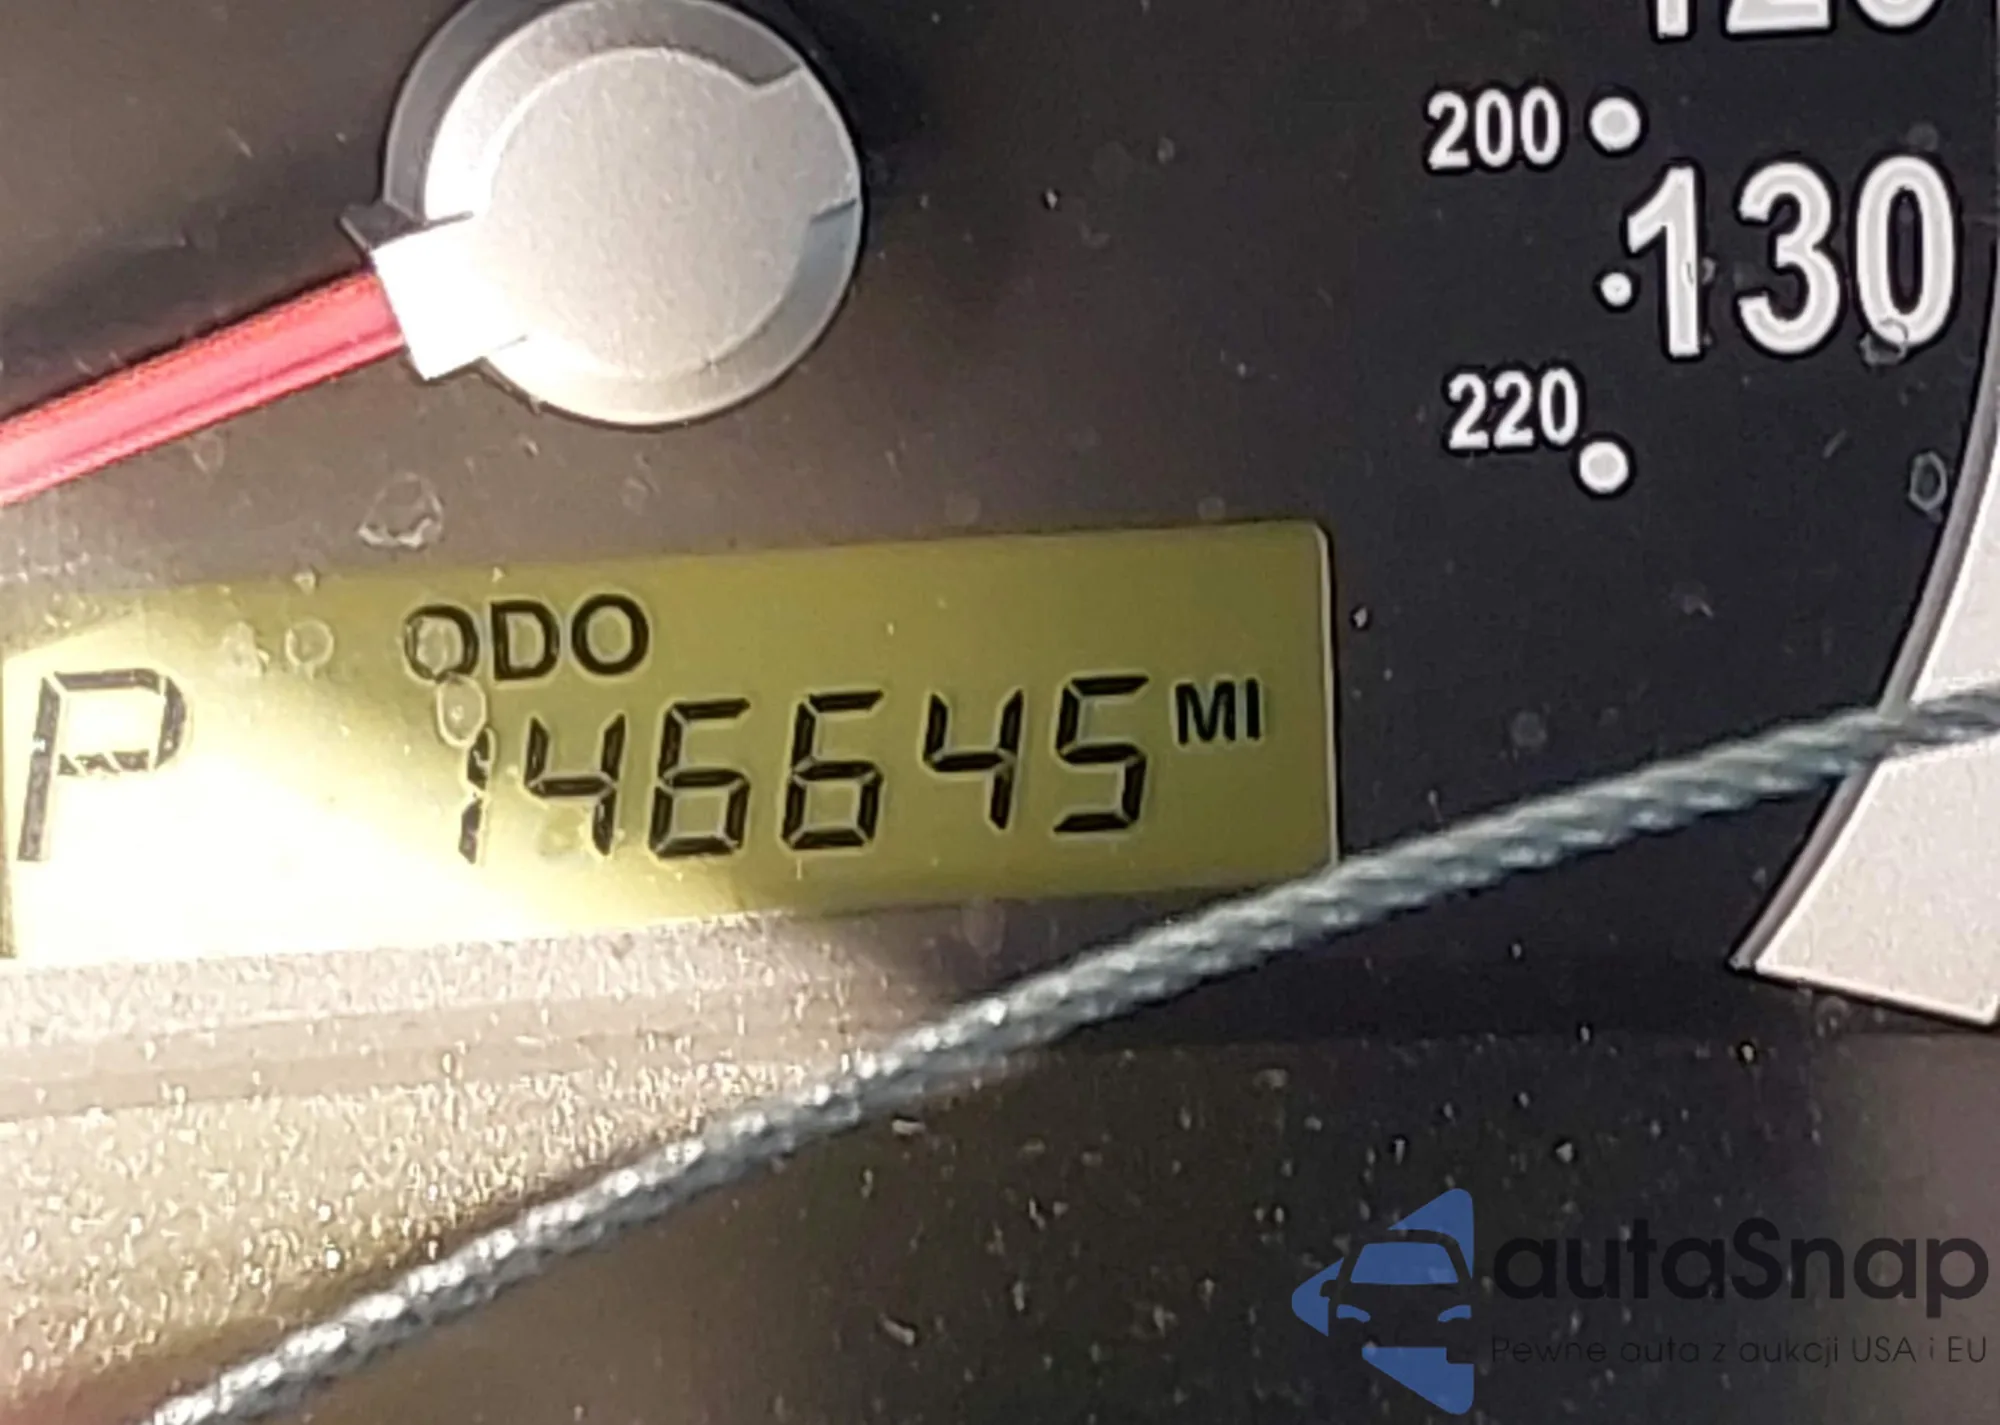 200
130
220
ODO
P 146645 MI
autaSnap
Pewne auta z aukcji USA i EU